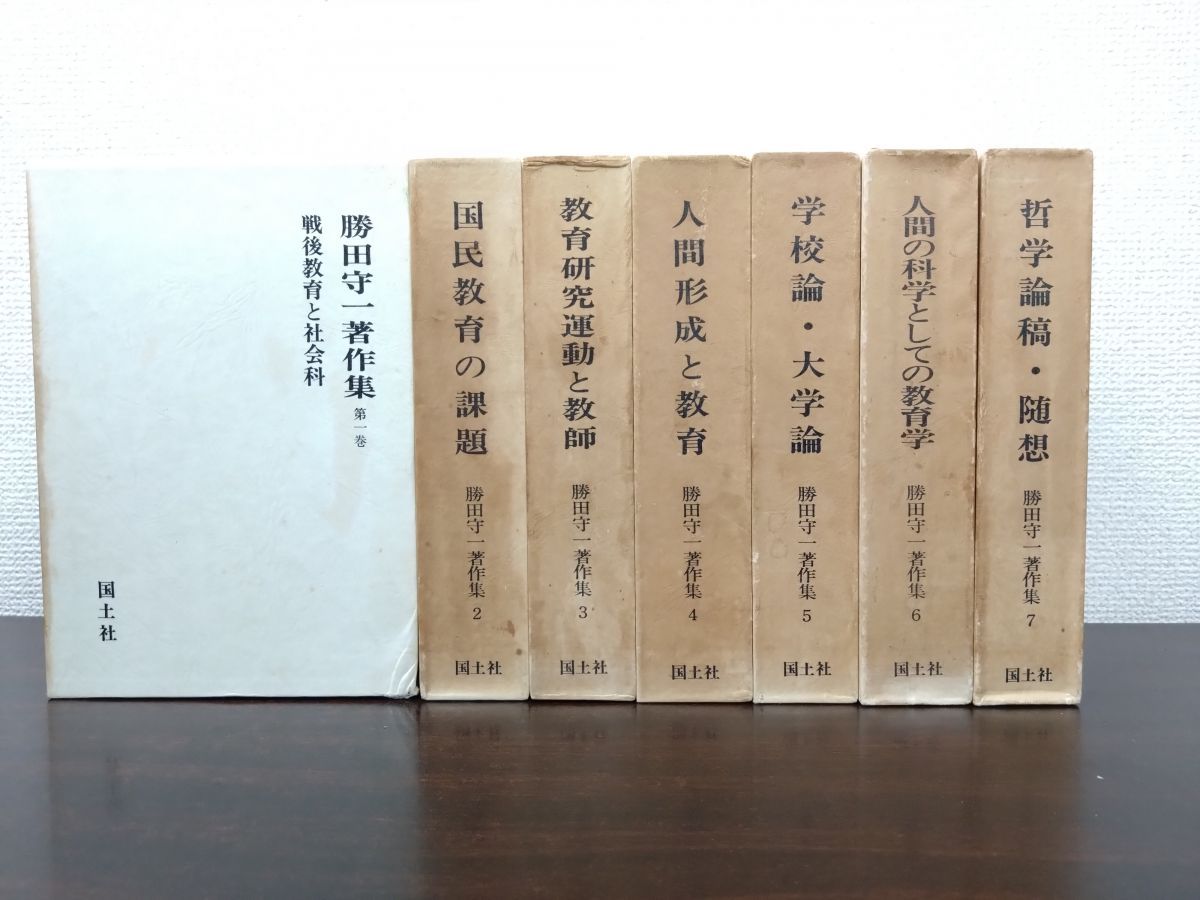 勝田守一著作集 第一巻
戦後教育と社会科
国土社
国民教育の課題
勝田守一著作集 2
国土社
教育研究運動と教師
勝田守一著作集 3
国土社
人間形成と教育
勝田守一著作集 4
国土社
学校論・大学論
勝田守一著作集 5
国土社
人間の科学としての教育学
勝田守一著作集 6
国土社
哲学論稿・随想
勝田守一著作集 7
国土社